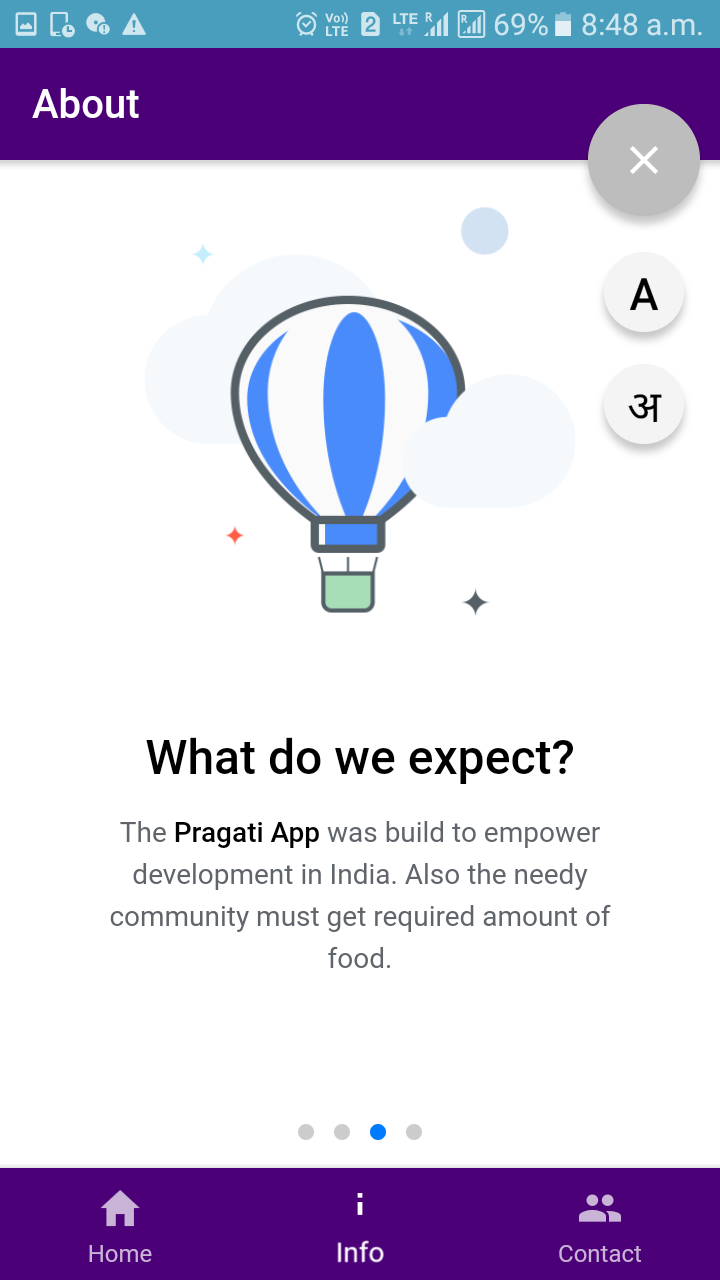 Vo))
LTE
2
LTE
R
R
69%
8:48 a.m.
About
A
अ
What do we expect?
The Pragati App was build to empower
development in India. Also the needy
community must get required amount of
food.
Home
Info
Contact